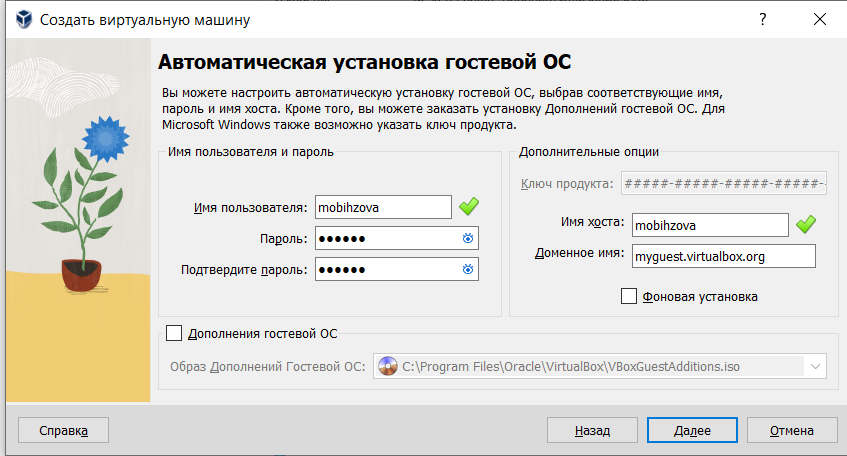 Создать виртуальную машину
?
Автоматическая установка гостевой ОС
Вы можете настроить автоматическую установку гостевой ОС, выбрав соответствующие имя,
пароль и имя хоста. Кроме того, вы можете заказать установку Дополнений гостевой ОС. Для
Microsoft Windows также возможно указать ключ продукта.
Имя пользователя и пароль
Имя пользователя: mobihzova
Пароль: ●●●●●●
Подтвердите пароль: ●●●●●●
Дополнительные опции
Ключ продукта: #####-#####-#####-#####-
Имя хоста: mobihzova
Доменное имя: myguest.virtualbox.org
Фоновая установка
Дополнения гостевой ОС
Образ Дополнений Гостевой ОС: C:\Program Files\Oracle\VirtualBox\VBoxGuestAdditions.iso
Справка
Назад
Далее
Отмена